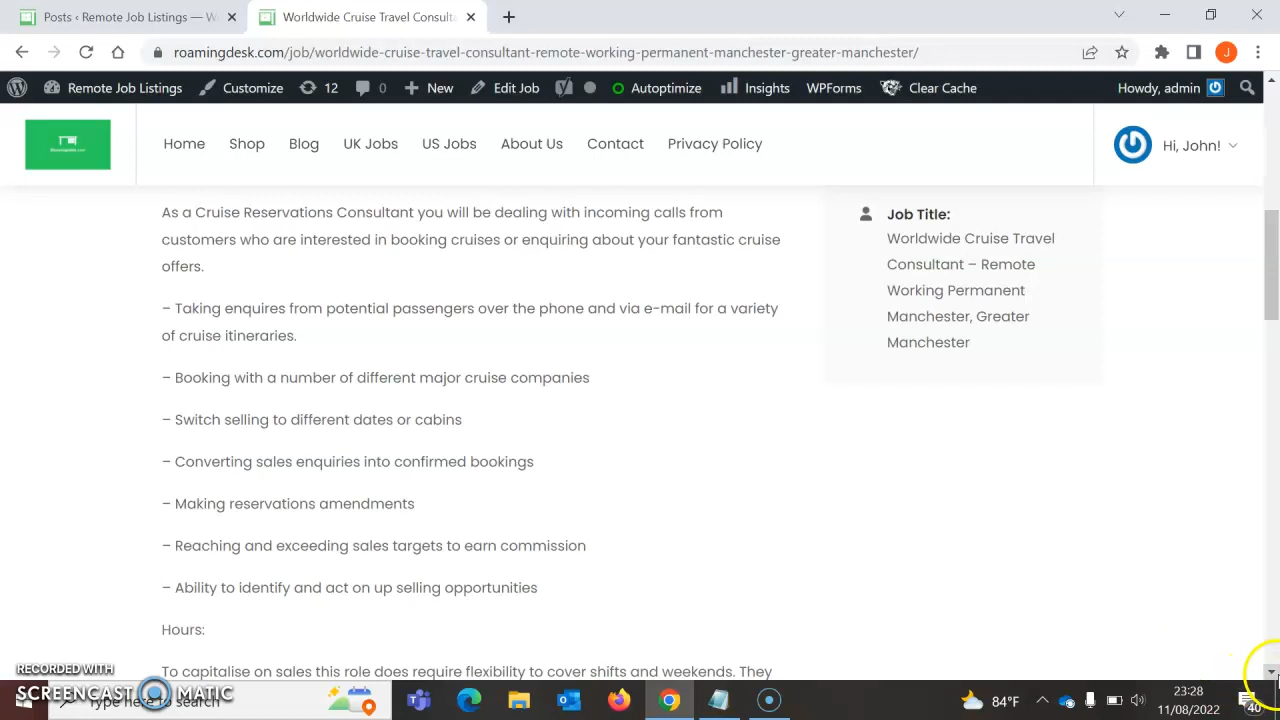 Posts ‹ Remote Job Listings — W
Worldwide Cruise Travel Consult
roamingdesk.com/job/worldwide-cruise-travel-consultant-remote-working-permanent-manchester-greater-manchester/
J
Remote Job Listings
Customize
12
0
New
Edit Job
Autoptimize
Insights
WPForms
Clear Cache
Howdy, admin
Home
Shop
Blog
UK Jobs
US Jobs
About Us
Contact
Privacy Policy
Hi, John!
As a Cruise Reservations Consultant you will be dealing with incoming calls from
customers who are interested in booking cruises or enquiring about your fantastic cruise
offers.
– Taking enquires from potential passengers over the phone and via e-mail for a variety
of cruise itineraries.
– Booking with a number of different major cruise companies
– Switch selling to different dates or cabins
– Converting sales enquiries into confirmed bookings
– Making reservations amendments
– Reaching and exceeding sales targets to earn commission
– Ability to identify and act on up selling opportunities
Hours:
To capitalise on sales this role does require flexibility to cover shifts and weekends. They
Job Title:
Worldwide Cruise Travel
Consultant – Remote
Working Permanent
Manchester, Greater
Manchester
RECORDED WITH
SCREENCAST MATIC
Type here to search
84°F
23:28
11/08/2022
40